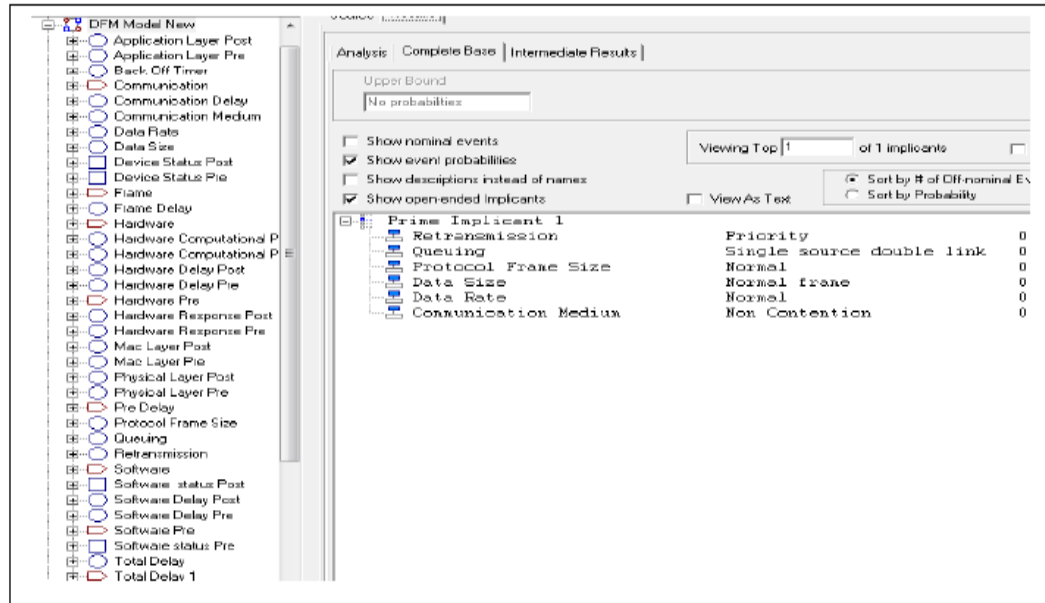 DFM Model New
Application Layer Post
Application Layer Pre
Back Off Timer
Communication
Communication Delay
Communication Medium
Data Rate
Data Size
Device Status Post
Device Status Pre
Frame
Frame Delay
Hardware
Hardware Computational P
Hardware Computational P
Hardware Delay Post
Hardware Delay Pre
Hardware Pre
Hardware Response Post
Hardware Response Pre
Mac Layer Post
Mac Layer Pre
Physical Layer Post
Physical Layer Pre
Pre Delay
Protocol Frame Size
Queuing
Retransmission
Software
Software status Post
Software Delay Post
Software Delay Pre
Software Pre
Software status Pre
Total Delay
Total Delay 1
Analysis Complete Base Intermediate Results
Upper Bound
No probabilities
Show nominal events
Show event probabilities
Show descriptions instead of names
Show open-ended Implicants
Viewing Top 1 of 1 implicants
Sort by # of Off-nominal Ev
Sort by Probability
View As Text
Prime Implicant 1
Retransmission Priority 0
Queuing Single source double link 0
Protocol Frame Size Normal 0
Data Size Normal frame 0
Data Rate Normal 0
Communication Medium Non Contention 0